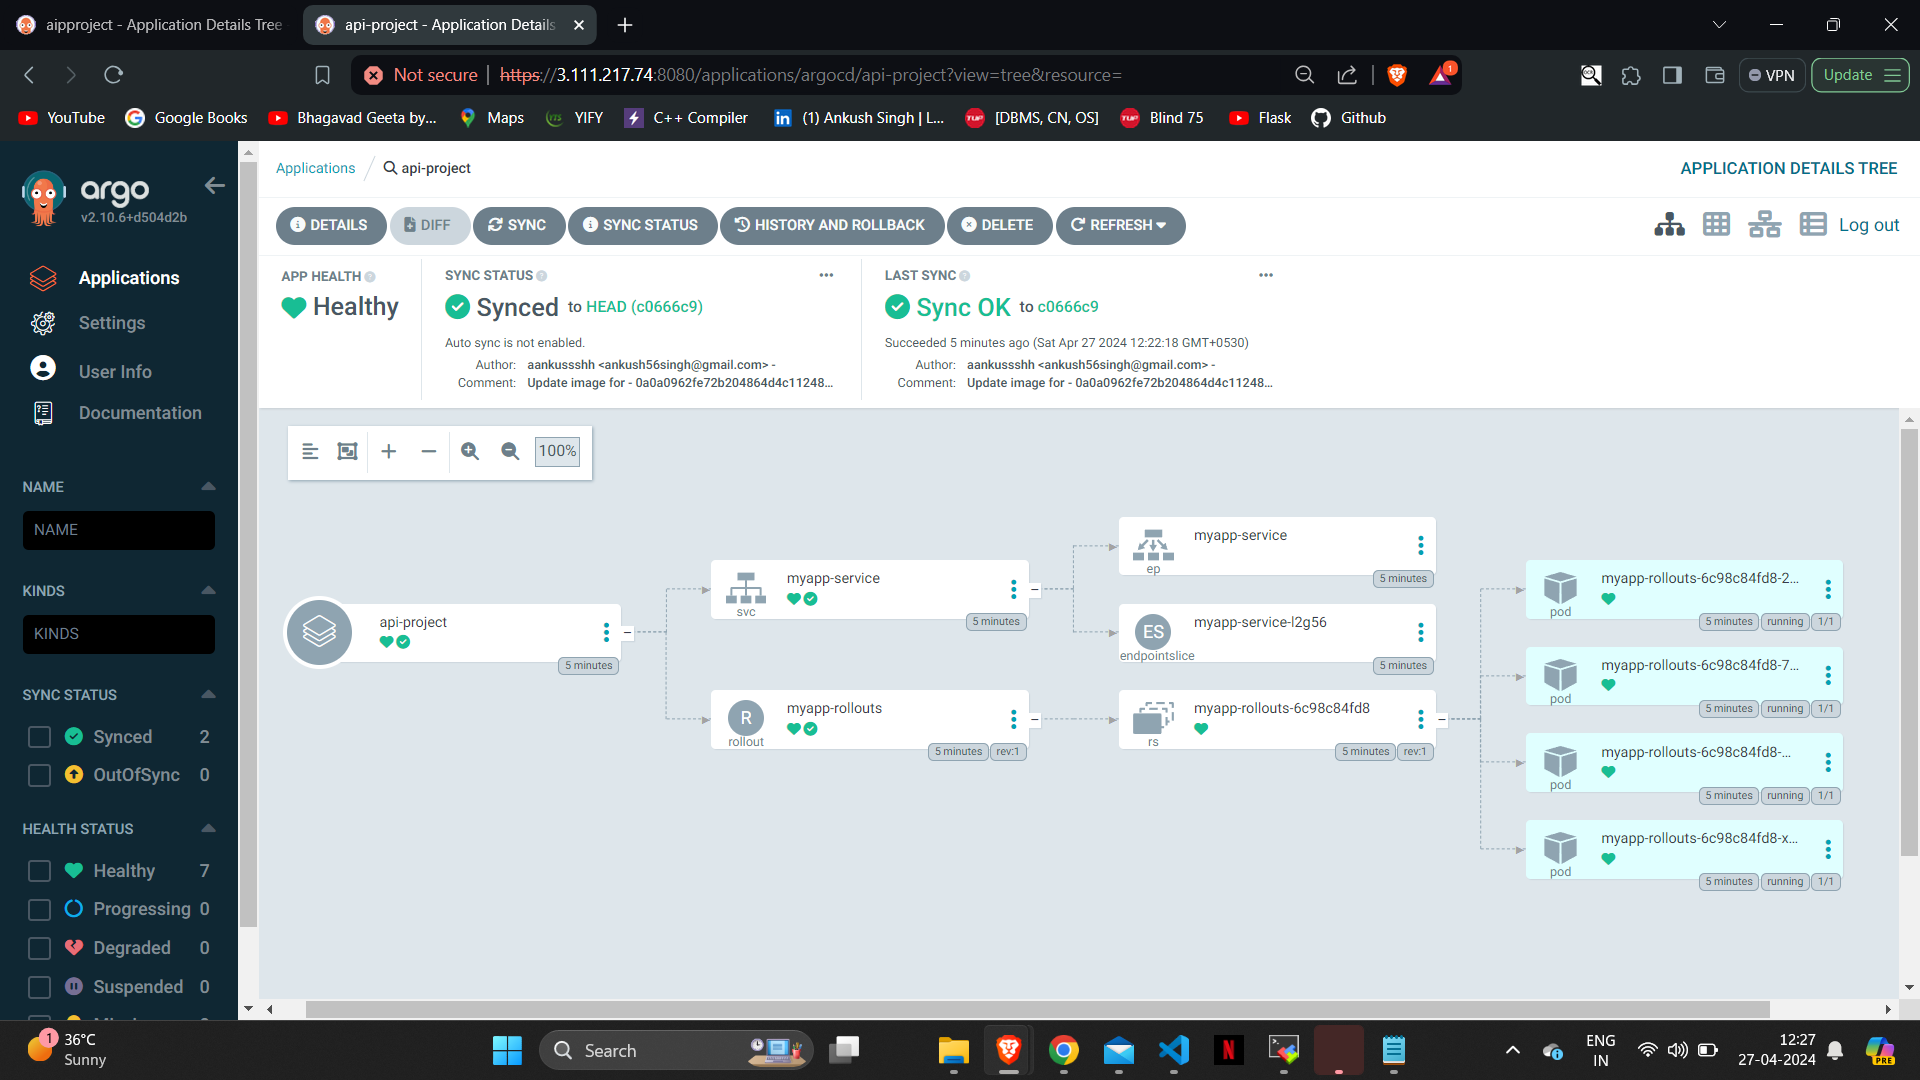 aipproject - Application Details Tree
api-project - Application Details
Not secure
https://3.111.217.74:8080/applications/argocd/api-project?view=tree&resource=
1
VPN
Update
YouTube
Google Books
Bhagavad Geeta by...
Maps
YIFY
C++ Compiler
(1) Ankush Singh | L...
[DBMS, CN, OS]
Blind 75
Flask
Github
argo
v2.10.6+d504d2b
Applications
Settings
User Info
Documentation
NAME
NAME
KINDS
KINDS
SYNC STATUS
Synced 2
OutOfSync 0
HEALTH STATUS
Healthy 7
Progressing 0
Degraded 0
Suspended 0
Applications / api-project
APPLICATION DETAILS TREE
DETAILS
DIFF
SYNC
SYNC STATUS
HISTORY AND ROLLBACK
DELETE
REFRESH
Log out
APP HEALTH
Healthy
SYNC STATUS
Synced to HEAD (c0666c9)
Auto sync is not enabled.
Author: aankussshh <ankush56singh@gmail.com> -
Comment: Update image for - 0a0a0962fe72b204864d4c11248...
LAST SYNC
Sync OK to c0666c9
Succeeded 5 minutes ago (Sat Apr 27 2024 12:22:18 GMT+0530)
Author: aankussshh <ankush56singh@gmail.com> -
Comment: Update image for - 0a0a0962fe72b204864d4c11248...
100%
api-project
5 minutes
myapp-service
svc
5 minutes
R
myapp-rollouts
rollout
5 minutes rev:1
myapp-service
ep
5 minutes
ES
myapp-service-l2g56
endpointslice
5 minutes
myapp-rollouts-6c98c84fd8
rs
5 minutes rev:1
myapp-rollouts-6c98c84fd8-2...
pod
5 minutes running 1/1
myapp-rollouts-6c98c84fd8-7...
pod
5 minutes running 1/1
myapp-rollouts-6c98c84fd8-...
pod
5 minutes running 1/1
myapp-rollouts-6c98c84fd8-x...
pod
5 minutes running 1/1
1
36°C
Sunny
Search
ENG
IN
12:27
27-04-2024
PRE